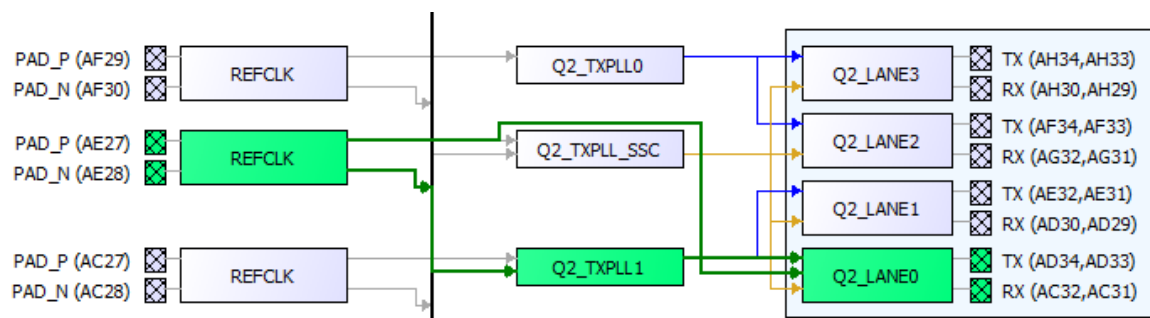 PAD_P (AF29)
PAD_N (AF30)
REFCLK
Q2_TXPLL0
Q2_LANE3
TX (AH34,AH33)
RX (AH30,AH29)
PAD_P (AE27)
PAD_N (AE28)
REFCLK
Q2_TXPLL_SSC
Q2_LANE2
TX (AF34,AF33)
RX (AG32,AG31)
Q2_LANE1
TX (AE32,AE31)
RX (AD30,AD29)
PAD_P (AC27)
PAD_N (AC28)
REFCLK
Q2_TXPLL1
Q2_LANE0
TX (AD34,AD33)
RX (AC32,AC31)